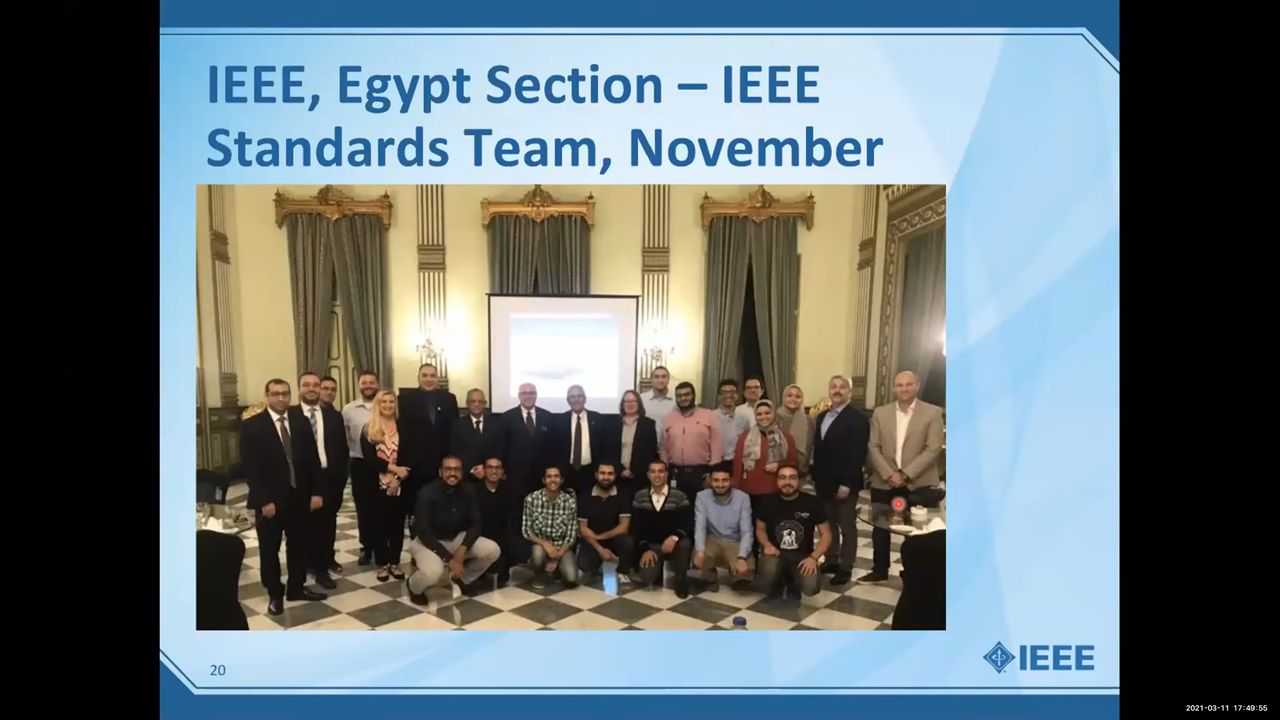 IEEE, Egypt Section – IEEE
Standards Team, November
20
IEEE
2021-03-11 17:49:55